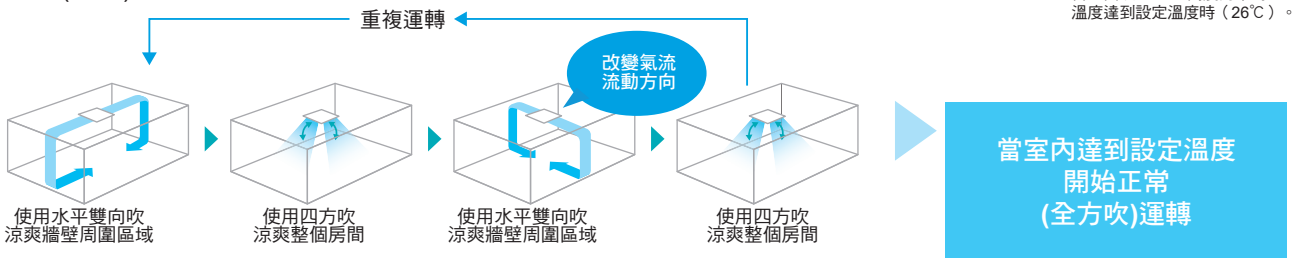 溫度達到設定溫度時（26℃）。
重複運轉
改變氣流
流動方向
使用水平雙向吹
涼爽牆壁周圍區域
使用四方吹
涼爽整個房間
使用水平雙向吹
涼爽牆壁周圍區域
使用四方吹
涼爽整個房間
當室內達到設定溫度
開始正常
(全方吹)運轉